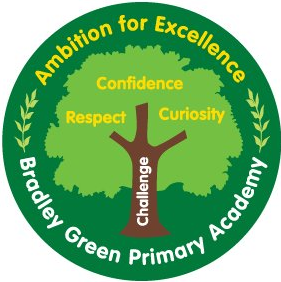 Ambition for Excellence
Confidence
Respect
Curiosity
Challenge
Bradley Green Primary Academy